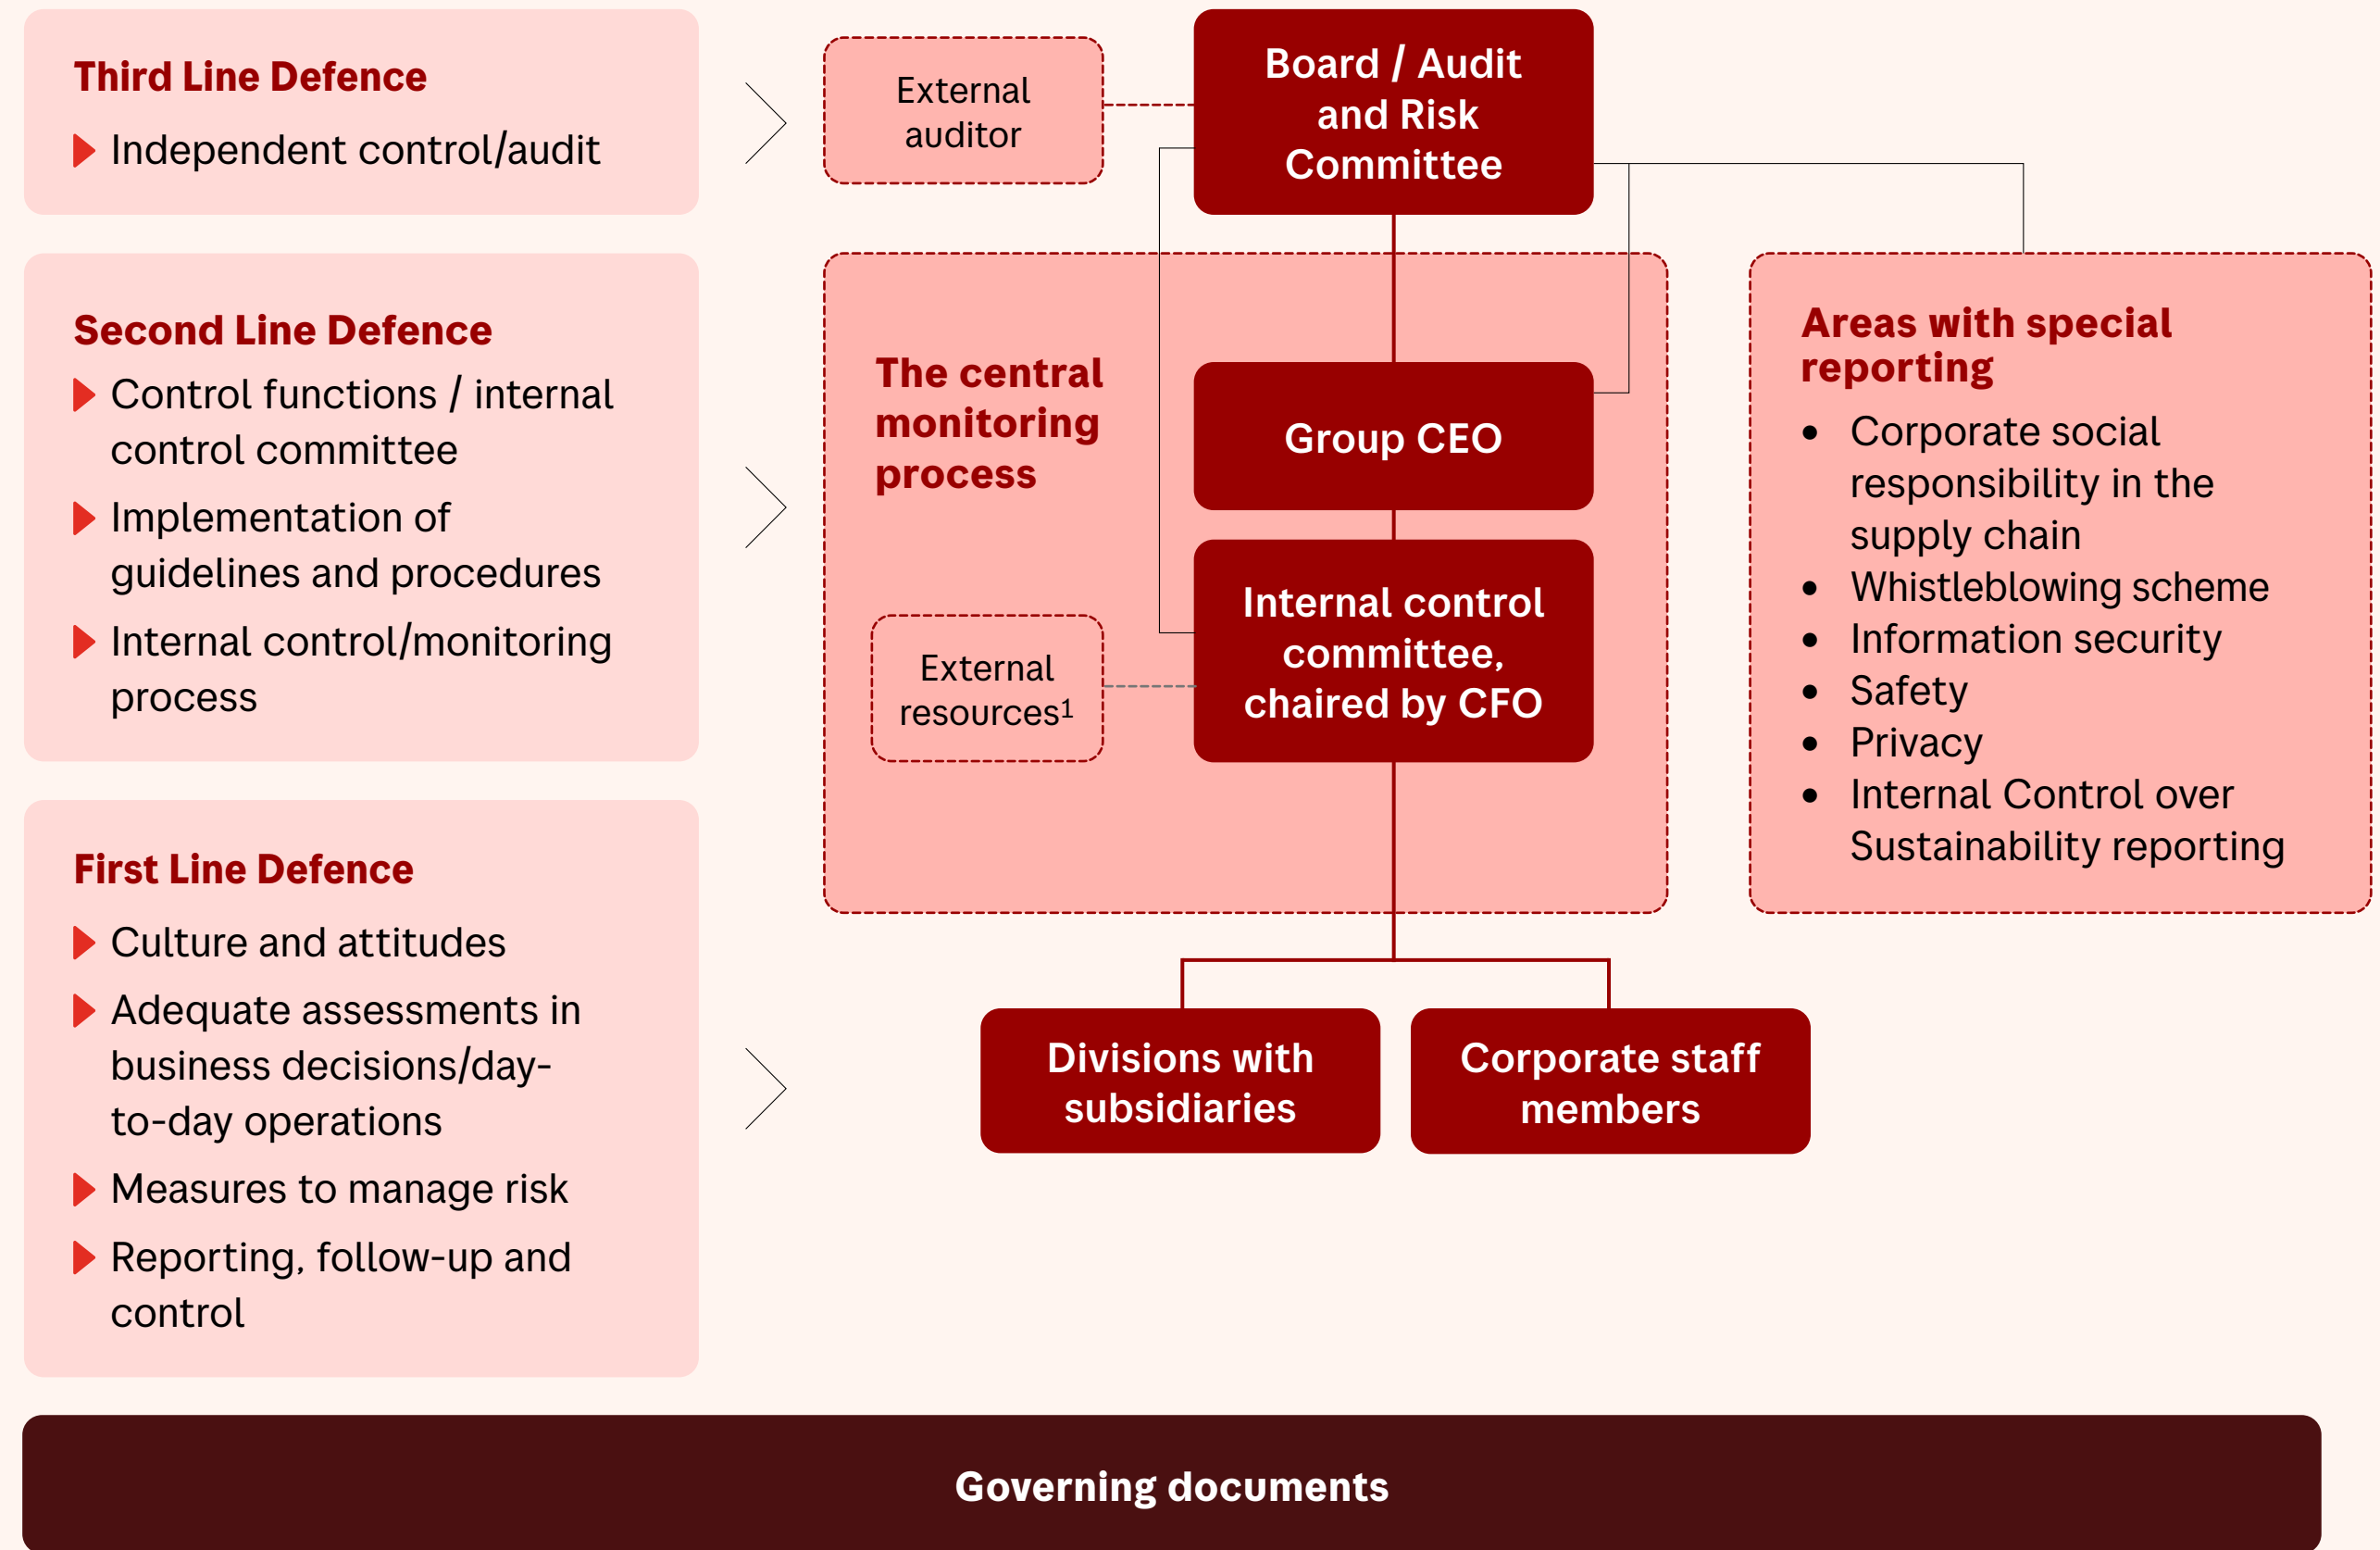 Third Line Defence
Independent control/audit
Second Line Defence
Control functions / internal
control committee
Implementation of
guidelines and procedures
Internal control/monitoring
process
First Line Defence
Culture and attitudes
Adequate assessments in
business decisions/day-
to-day operations
Measures to manage risk
Reporting, follow-up and
control
External
auditor
Board / Audit
and Risk
Committee
The central
monitoring
process
Group CEO
External
resources¹
Internal control
committee,
chaired by CFO
Areas with special
reporting
• Corporate social
responsibility in the
supply chain
• Whistleblowing scheme
• Information security
• Safety
• Privacy
• Internal Control over
Sustainability reporting
Divisions with
subsidiaries
Corporate staff
members
Governing documents